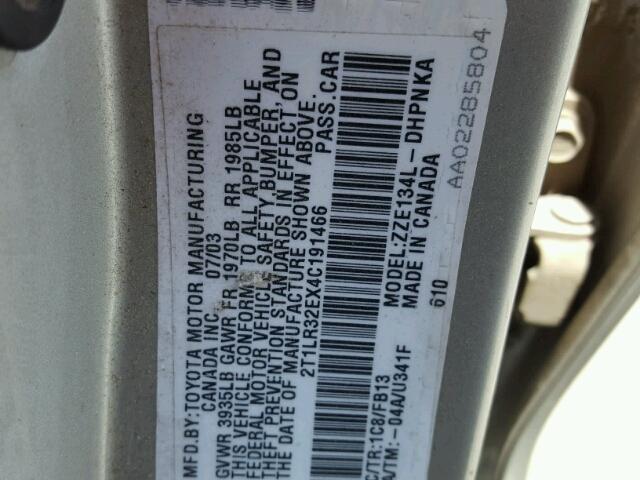 MFD.BY:TOYOTA MOTOR MANUFACTURING
CANADA INC. 07/03
GVWR 3935LB GAWR FR 1970LB RR 1985LB
THIS VEHICLE CONFORMS TO ALL APPLICABLE
FEDERAL MOTOR VEHICLE SAFETY, BUMPER, AND
THEFT PREVENTION STANDARDS IN EFFECT ON
THE DATE OF MANUFACTURE SHOWN ABOVE.
2T1LR32EX4C191466 PASS.CAR
C/TR:1C8/FB13 MODEL:ZZE134L-DHPNKA
A/TM:-04A/U341F MADE IN CANADA
610
AA02285804